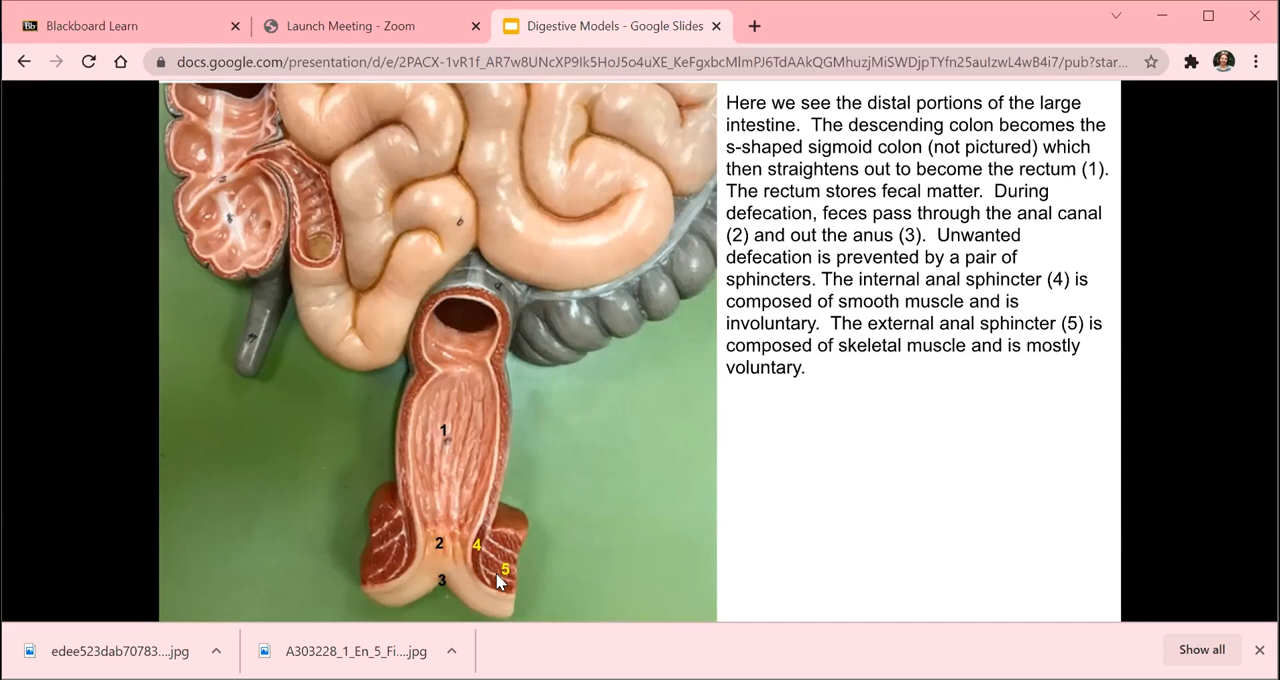 Blackboard Learn
Launch Meeting - Zoom
Digestive Models - Google Slides
docs.google.com/presentation/d/e/2PACX-1vR1f_AR7w8UNcXP9Ik5HoJ5o4uXE_KeFgxbcMImPJ6TdAAkQGMhuzjMiSWDjpTYfn25auIzwL4wB4i7/pub?star...
Here we see the distal portions of the large
intestine. The descending colon becomes the
s-shaped sigmoid colon (not pictured) which
then straightens out to become the rectum (1).
The rectum stores fecal matter. During
defecation, feces pass through the anal canal
(2) and out the anus (3). Unwanted
defecation is prevented by a pair of
sphincters. The internal anal sphincter (4) is
composed of smooth muscle and is
involuntary. The external anal sphincter (5) is
composed of skeletal muscle and is mostly
voluntary.
1
2
4
5
3
edee523dab70783....jpg
A303228_1_En_5_Fi....jpg
Show all